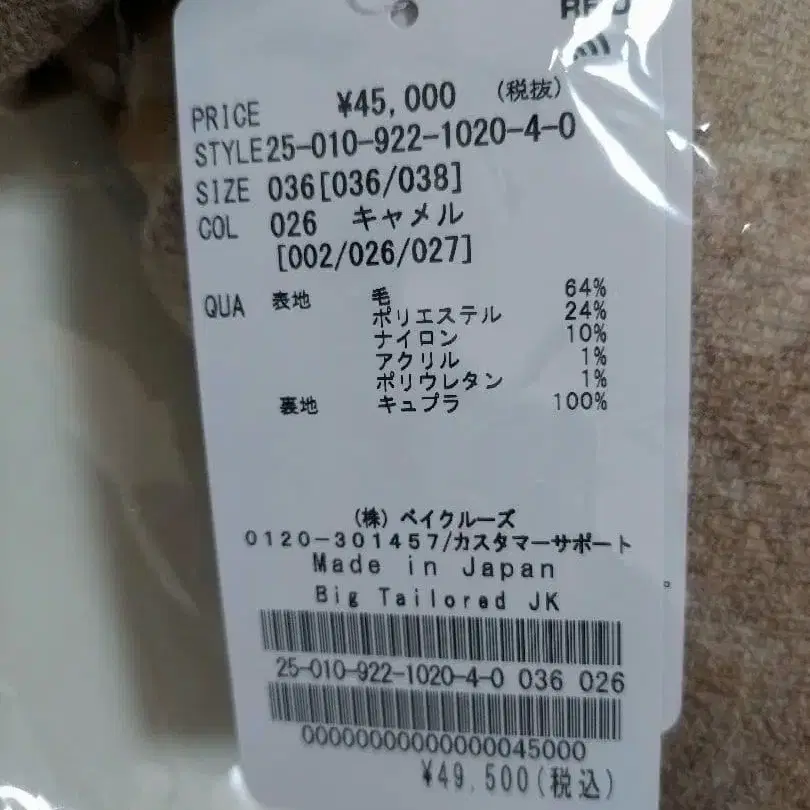 RFID
PRICE ¥45,000 (税抜)
STYLE 25-010-922-1020-4-0
SIZE 036[036/038]
COL 026 キャメル
[002/026/027]
QUA 表地 毛 64%
ポリエステル 24%
ナイロン 10%
アクリル 1%
ポリウレタン 1%
裏地 キュプラ 100%
(株) ベイクルーズ
0120-301457/カスタマーサポート
Made in Japan
Big Tailored JK
25-010-922-1020-4-0 036 026
0000000000000045000
¥49,500(税込)